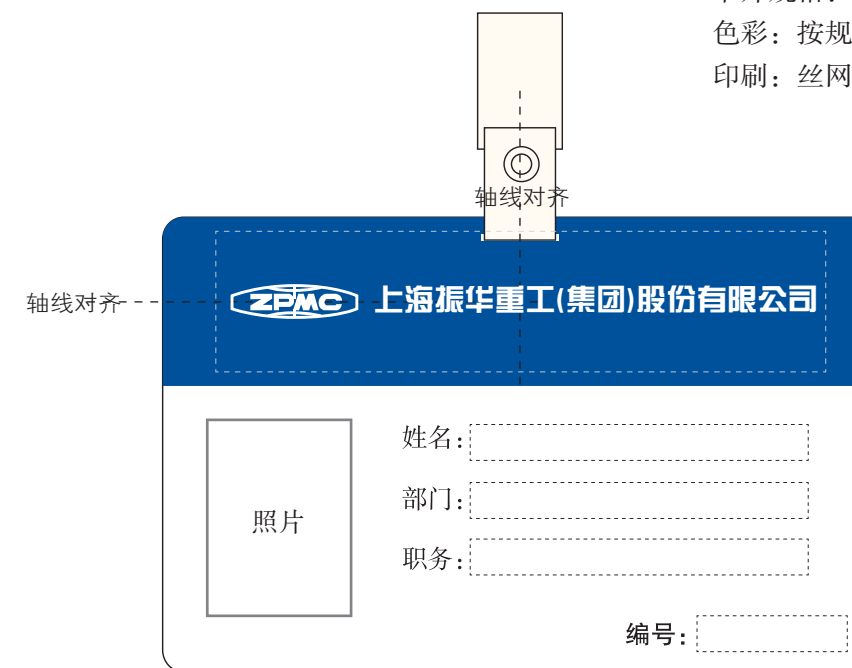 色彩：按规
印刷：丝网
轴线对齐
轴线对齐
ZPMC 上海振华重工(集团)股份有限公司
姓名：
部门：
照片
职务：
编号：